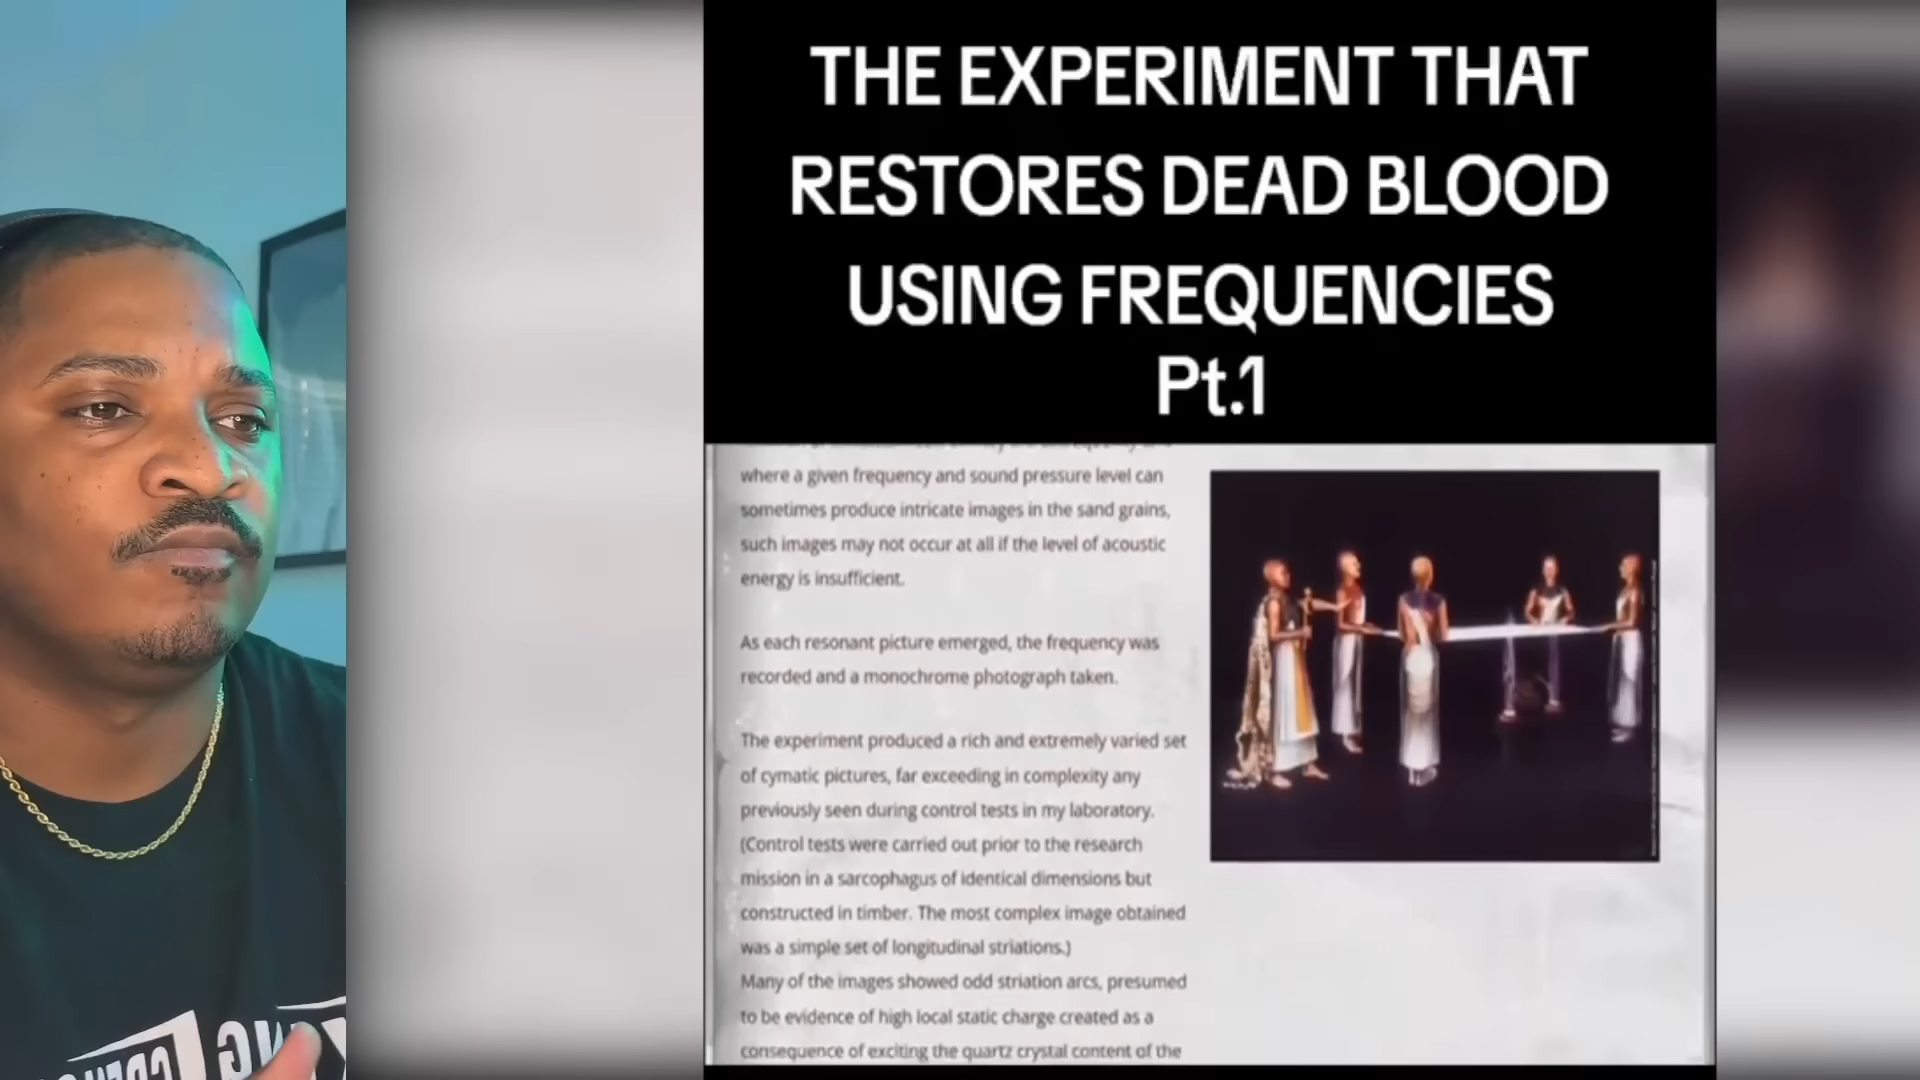 THE EXPERIMENT THAT
RESTORES DEAD BLOOD
USING FREQUENCIES
Pt.1
where a given frequency and sound pressure level can
sometimes produce intricate images in the sand grains,
such images may not occur at all if the level of acoustic
energy is insufficient.
As each resonant picture emerged, the frequency was
recorded and a monochrome photograph taken.
The experiment produced a rich and extremely varied set
of cymatic pictures, far exceeding in complexity any
previously seen during control tests in my laboratory.
(Control tests were carried out prior to the research
mission in a sarcophagus of identical dimensions but
constructed in timber. The most complex image obtained
was a simple set of longitudinal striations.)
Many of the images showed odd striation arcs, presumed
to be evidence of high local static charge created as a
consequence of exciting the quartz crystal content of the